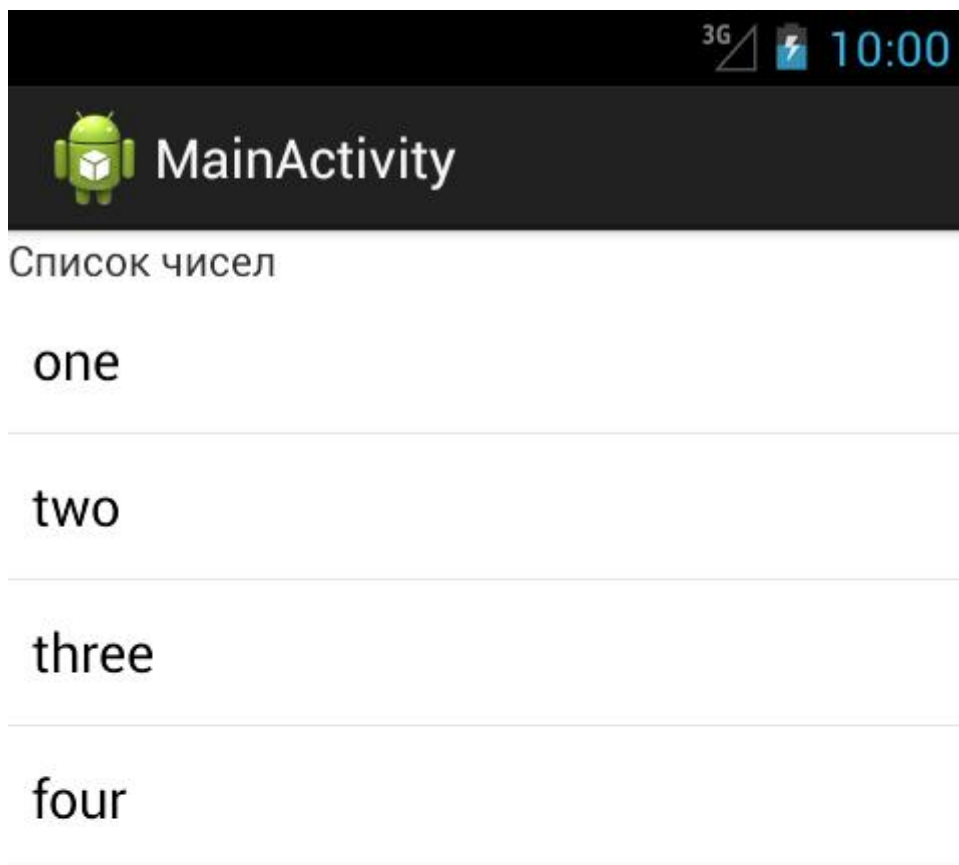 3G 10:00
MainActivity
Список чисел
one
two
three
four